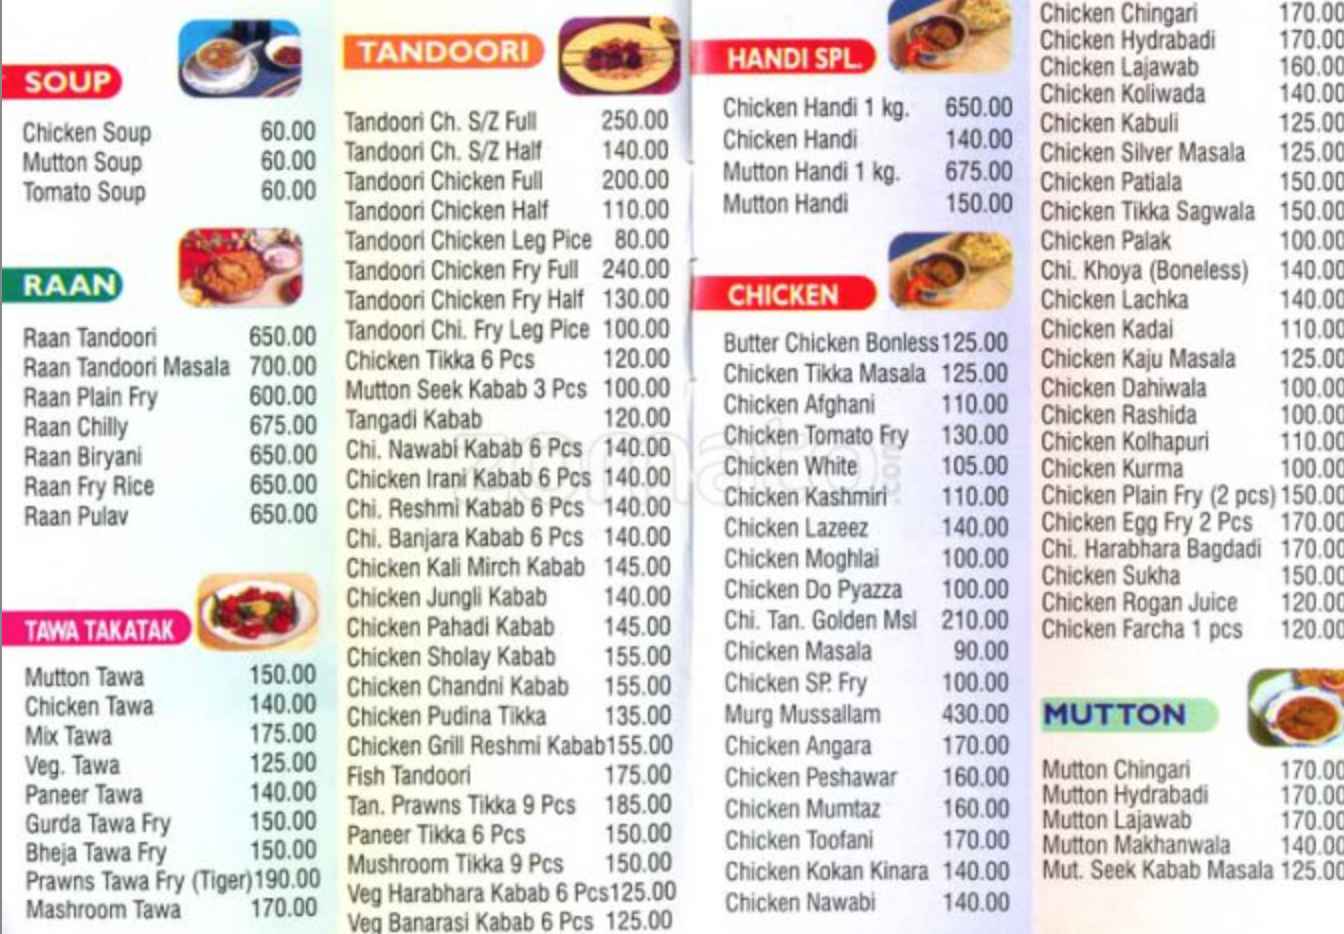 SOUP
Chicken Soup 60.00
Mutton Soup 60.00
Tomato Soup 60.00
RAAN
Raan Tandoori 650.00
Raan Tandoori Masala 700.00
Raan Plain Fry 600.00
Raan Chilly 675.00
Raan Biryani 650.00
Raan Fry Rice 650.00
Raan Pulav 650.00
TAWA TAKATAK
Mutton Tawa 150.00
Chicken Tawa 140.00
Mix Tawa 175.00
Veg. Tawa 125.00
Paneer Tawa 140.00
Gurda Tawa Fry 150.00
Bheja Tawa Fry 150.00
Prawns Tawa Fry (Tiger) 190.00
Mashroom Tawa 170.00
TANDOORI
Tandoori Ch. S/Z Full 250.00
Tandoori Ch. S/Z Half 140.00
Tandoori Chicken Full 200.00
Tandoori Chicken Half 110.00
Tandoori Chicken Leg Pice 80.00
Tandoori Chicken Fry Full 240.00
Tandoori Chicken Fry Half 130.00
Tandoori Chi. Fry Leg Pice 100.00
Chicken Tikka 6 Pcs 120.00
Mutton Seek Kabab 3 Pcs 100.00
Tangadi Kabab 120.00
Chi. Nawabi Kabab 6 Pcs 140.00
Chicken Irani Kabab 6 Pcs 140.00
Chi. Reshmi Kabab 6 Pcs 140.00
Chi. Banjara Kabab 6 Pcs 140.00
Chicken Kali Mirch Kabab 145.00
Chicken Jungli Kabab 140.00
Chicken Pahadi Kabab 145.00
Chicken Sholay Kabab 155.00
Chicken Chandni Kabab 155.00
Chicken Pudina Tikka 135.00
Chicken Grill Reshmi Kabab 155.00
Fish Tandoori 175.00
Tan. Prawns Tikka 9 Pcs 185.00
Paneer Tikka 6 Pcs 150.00
Mushroom Tikka 9 Pcs 150.00
Veg Harabhara Kabab 6 Pcs 125.00
Veg Banarasi Kabab 6 Pcs 125.00
HANDI SPL.
Chicken Handi 1 kg. 650.00
Chicken Handi 140.00
Mutton Handi 1 kg. 675.00
Mutton Handi 150.00
CHICKEN
Butter Chicken Bonless 125.00
Chicken Tikka Masala 125.00
Chicken Afghani 110.00
Chicken Tomato Fry 130.00
Chicken White 105.00
Chicken Kashmiri 110.00
Chicken Lazeez 140.00
Chicken Moghlai 100.00
Chicken Do Pyazza 100.00
Chi. Tan. Golden Msl 210.00
Chicken Masala 90.00
Chicken SP. Fry 100.00
Murg Mussallam 430.00
Chicken Angara 170.00
Chicken Peshawar 160.00
Chicken Mumtaz 160.00
Chicken Toofani 170.00
Chicken Kokan Kinara 140.00
Chicken Nawabi 140.00
Chicken Chingari 170.00
Chicken Hydrabadi 170.00
Chicken Lajawab 160.00
Chicken Koliwada 140.00
Chicken Kabuli 125.00
Chicken Silver Masala 125.00
Chicken Patiala 150.00
Chicken Tikka Sagwala 150.00
Chicken Palak 100.00
Chi. Khoya (Boneless) 140.00
Chicken Lachka 140.00
Chicken Kadai 110.00
Chicken Kaju Masala 125.00
Chicken Dahiwala 100.00
Chicken Rashida 100.00
Chicken Kolhapuri 110.00
Chicken Kurma 100.00
Chicken Plain Fry (2 pcs) 150.00
Chicken Egg Fry 2 Pcs 170.00
Chi. Harabhara Bagdadi 170.00
Chicken Sukha 150.00
Chicken Rogan Juice 120.00
Chicken Farcha 1 pcs 120.00
MUTTON
Mutton Chingari 170.00
Mutton Hydrabadi 170.00
Mutton Lajawab 170.00
Mutton Makhanwala 140.00
Mut. Seek Kabab Masala 125.00
zomato.com